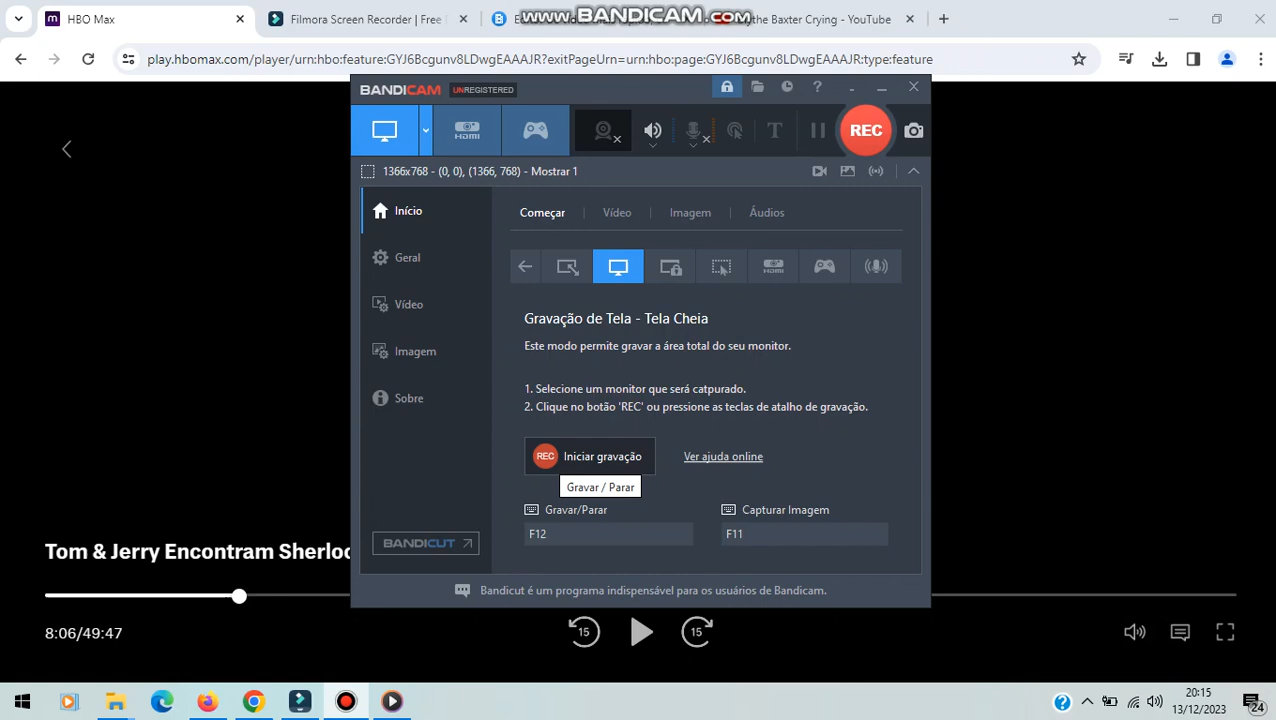 HBO Max
Filmora Screen Recorder | Free
www.BANDICAM.com
the Baxter Crying - YouTube
play.hbomax.com/player/urn:hbo:feature:GYJ6Bcgunv8LDwgEAAAJR?exitPageUrn=urn:hbo:page:GYJ6Bcgunv8LDwgEAAAJR:type:feature
BANDICAM UNREGISTERED
?
HDMI
T
REC
1366x768 - (0, 0), (1366, 768) - Mostrar 1
Início
Geral
Vídeo
Imagem
Sobre
BANDICUT
Começar | Vídeo | Imagem | Áudios
HDMI
Gravação de Tela - Tela Cheia
Este modo permite gravar a área total do seu monitor.
1. Selecione um monitor que será catpurado.
2. Clique no botão 'REC' ou pressione as teclas de atalho de gravação.
REC Iniciar gravação
Ver ajuda online
Gravar / Parar
Gravar/Parar
Capturar Imagem
F12
F11
Bandicut é um programa indispensável para os usuários de Bandicam.
Tom & Jerry Encontram Sherlo
8:06/49:47
15
15
20:15
13/12/2023
24